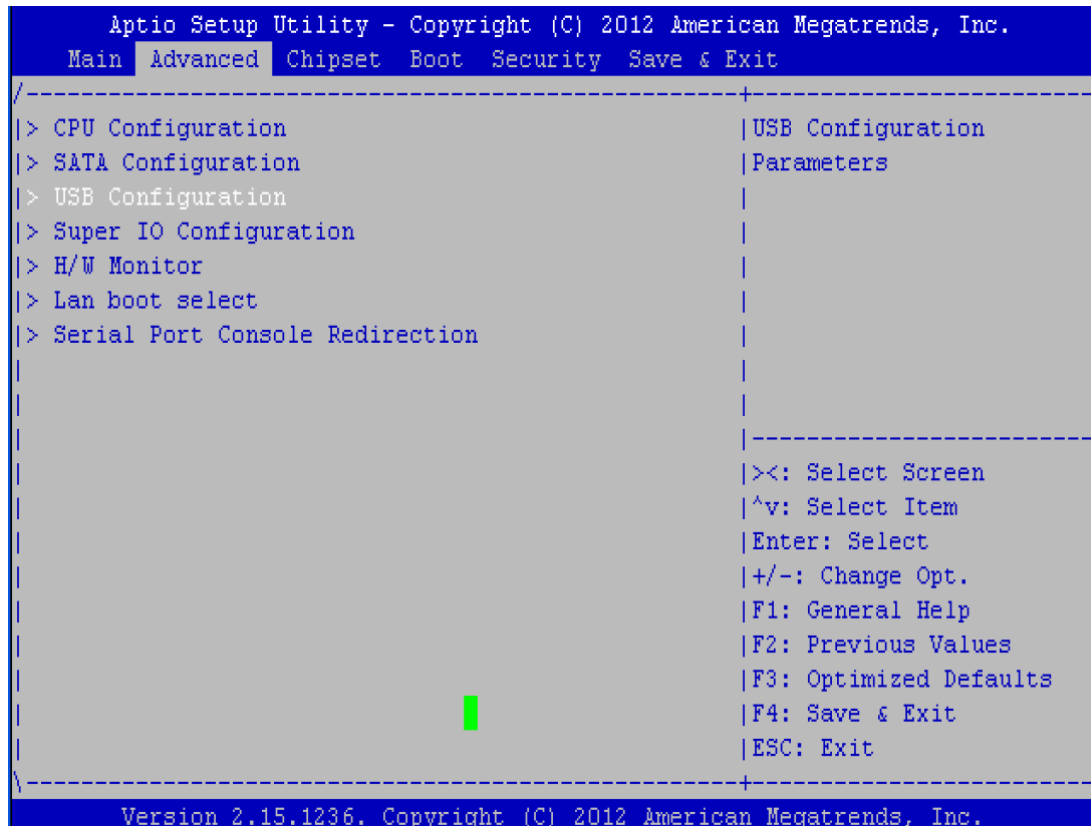 Aptio Setup Utility - Copyright (C) 2012 American Megatrends, Inc.
Main Advanced Chipset Boot Security Save & Exit
> CPU Configuration
> SATA Configuration
> USB Configuration
> Super IO Configuration
> H/W Monitor
> Lan boot select
> Serial Port Console Redirection
USB Configuration
Parameters
><: Select Screen
^v: Select Item
Enter: Select
+/-: Change Opt.
F1: General Help
F2: Previous Values
F3: Optimized Defaults
F4: Save & Exit
ESC: Exit
Version 2.15.1236. Copyright (C) 2012 American Megatrends, Inc.